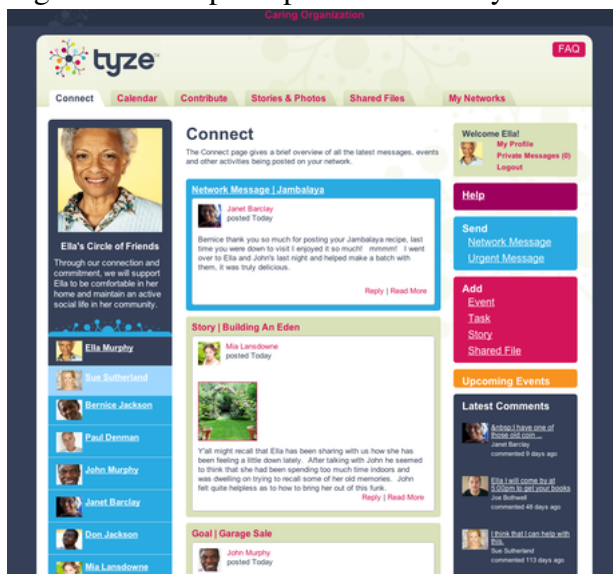 Caring Organization
tyze
FAQ
Connect
Calendar
Contribute
Stories & Photos
Shared Files
My Networks
Ella's Circle of Friends
Through our connection and
commitment, we will support
Ella to be comfortable in her
home and maintain an active
social life in her community.
Ella Murphy
Sue Sutherland
Bernice Jackson
Paul Denman
John Murphy
Janet Barclay
Don Jackson
Mia Lansdowne
Connect
The Connect page gives a brief overview of all the latest messages, events
and other activities being posted on your network.
Network Message | Jambalaya
Janet Barclay
posted Today
Bernice thank you so much for posting your Jambalaya recipe, last
time you were down to visit I enjoyed it so much! mmmm! I went
over to Ella and John's last night and helped make a batch with
them, it was truly delicious.
Reply | Read More
Story | Building An Eden
Mia Lansdowne
posted Today
Y'all might recall that Ella has been sharing with us how she has
been feeling a little down lately. After talking with John he seemed
to think that she had been spending too much time indoors and
was dwelling on trying to recall some of her old memories. John
felt quite helpless as to how to bring her out of this funk.
Reply | Read More
Goal | Garage Sale
John Murphy
posted Today
Welcome Ella!
My Profile
Private Messages (0)
Logout
Help
Send
Network Message
Urgent Message
Add
Event
Task
Story
Shared File
Upcoming Events
Latest Comments
&nbsp;I have one of
those old coin ...
Janet Barclay
commented 9 days ago
Ella I will come by at
5:00pm to get your books
Joe Bothwell
commented 48 days ago
I think that I can help with
this.
Sue Sutherland
commented 113 days ago